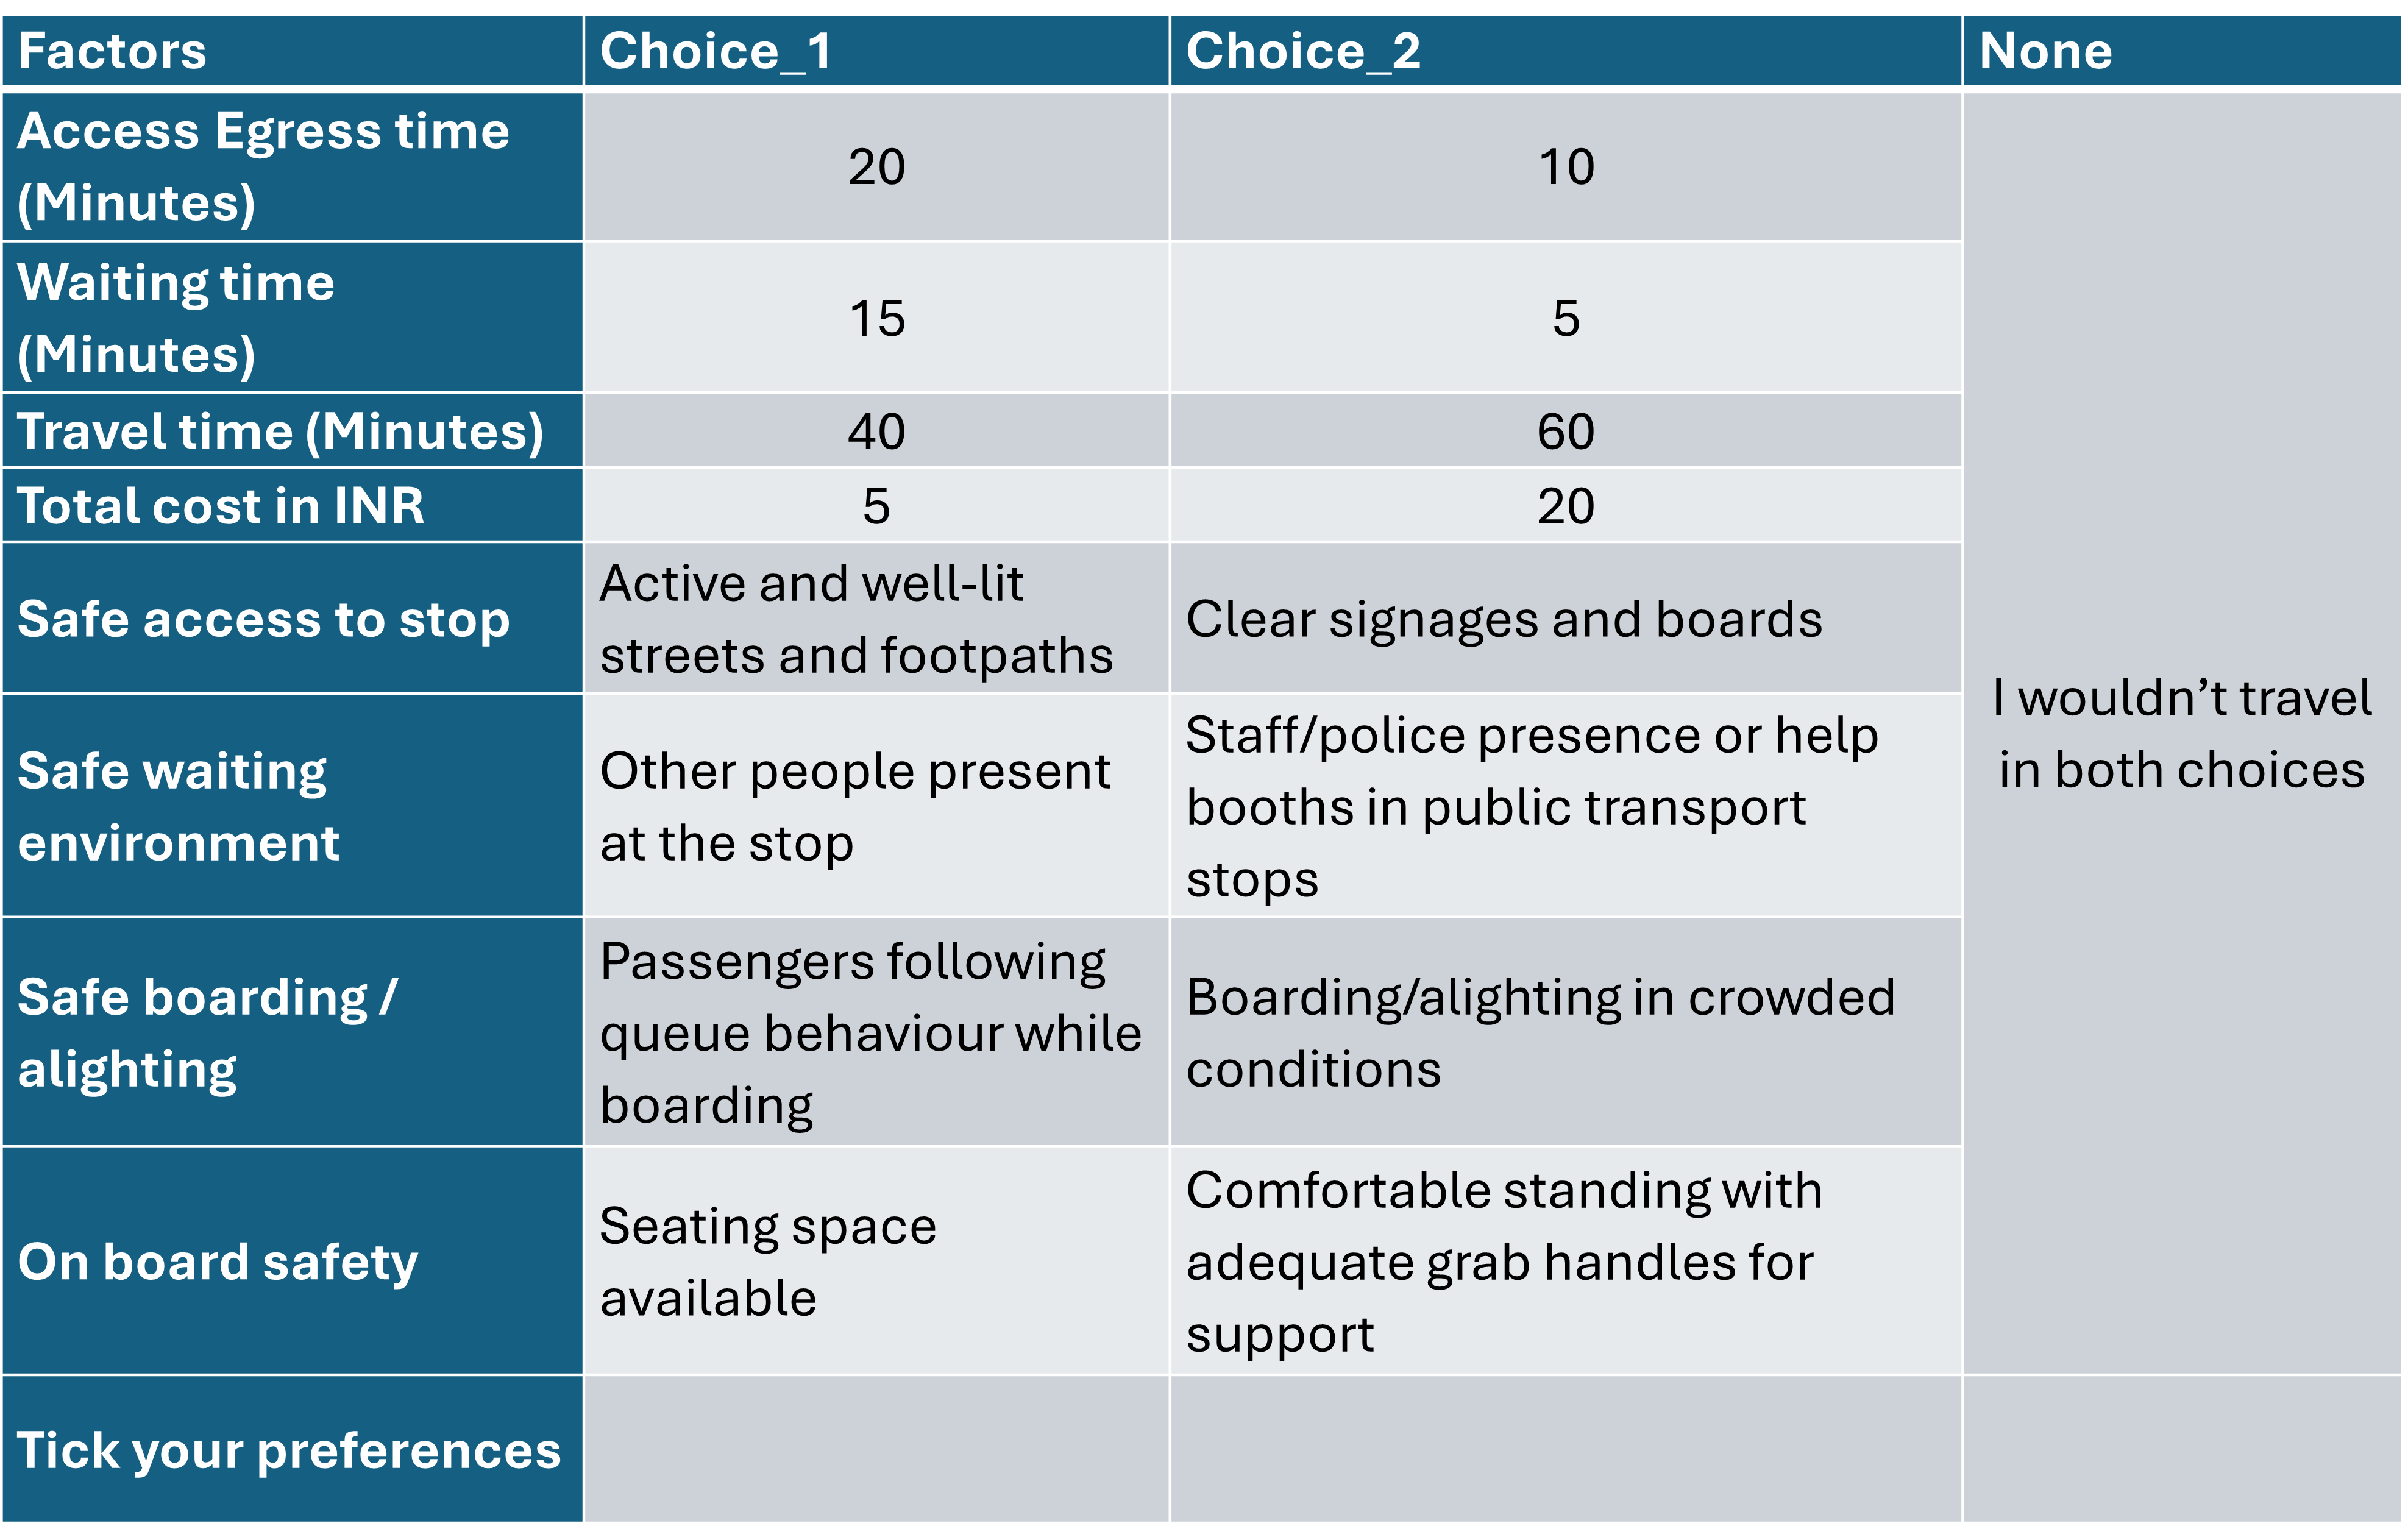 Factors Choice_1 Choice_2 None
Access Egress time
(Minutes)
20
10
Waiting time
(Minutes)
15
5
Travel time (Minutes) 40 60
Total cost in INR 5 20
Safe access to stop
Active and well-lit
streets and footpaths
Clear signages and boards
Safe waiting
environment
Other people present
at the stop
Staff/police presence or help
booths in public transport
stops
Safe boarding /
alighting
Passengers following
queue behaviour while
boarding
Boarding/alighting in crowded
conditions
On board safety
Seating space
available
Comfortable standing with
adequate grab handles for
support
I wouldn’t travel
in both choices
Tick your preferences